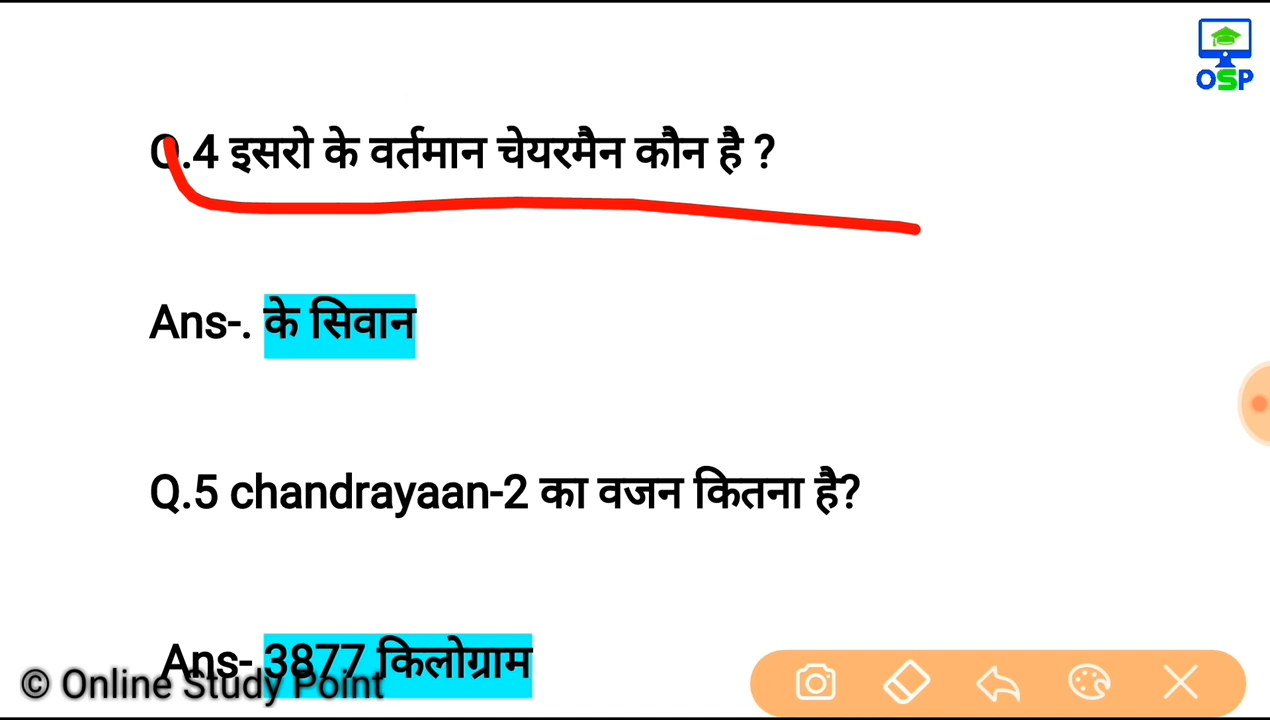 OSP
Q.4 इसरो के वर्तमान चेयरमैन कौन है ?
Ans-. के सिवान
Q.5 chandrayaan-2 का वजन कितना है?
Ans- 3877 किलोग्राम
© Online Study Point